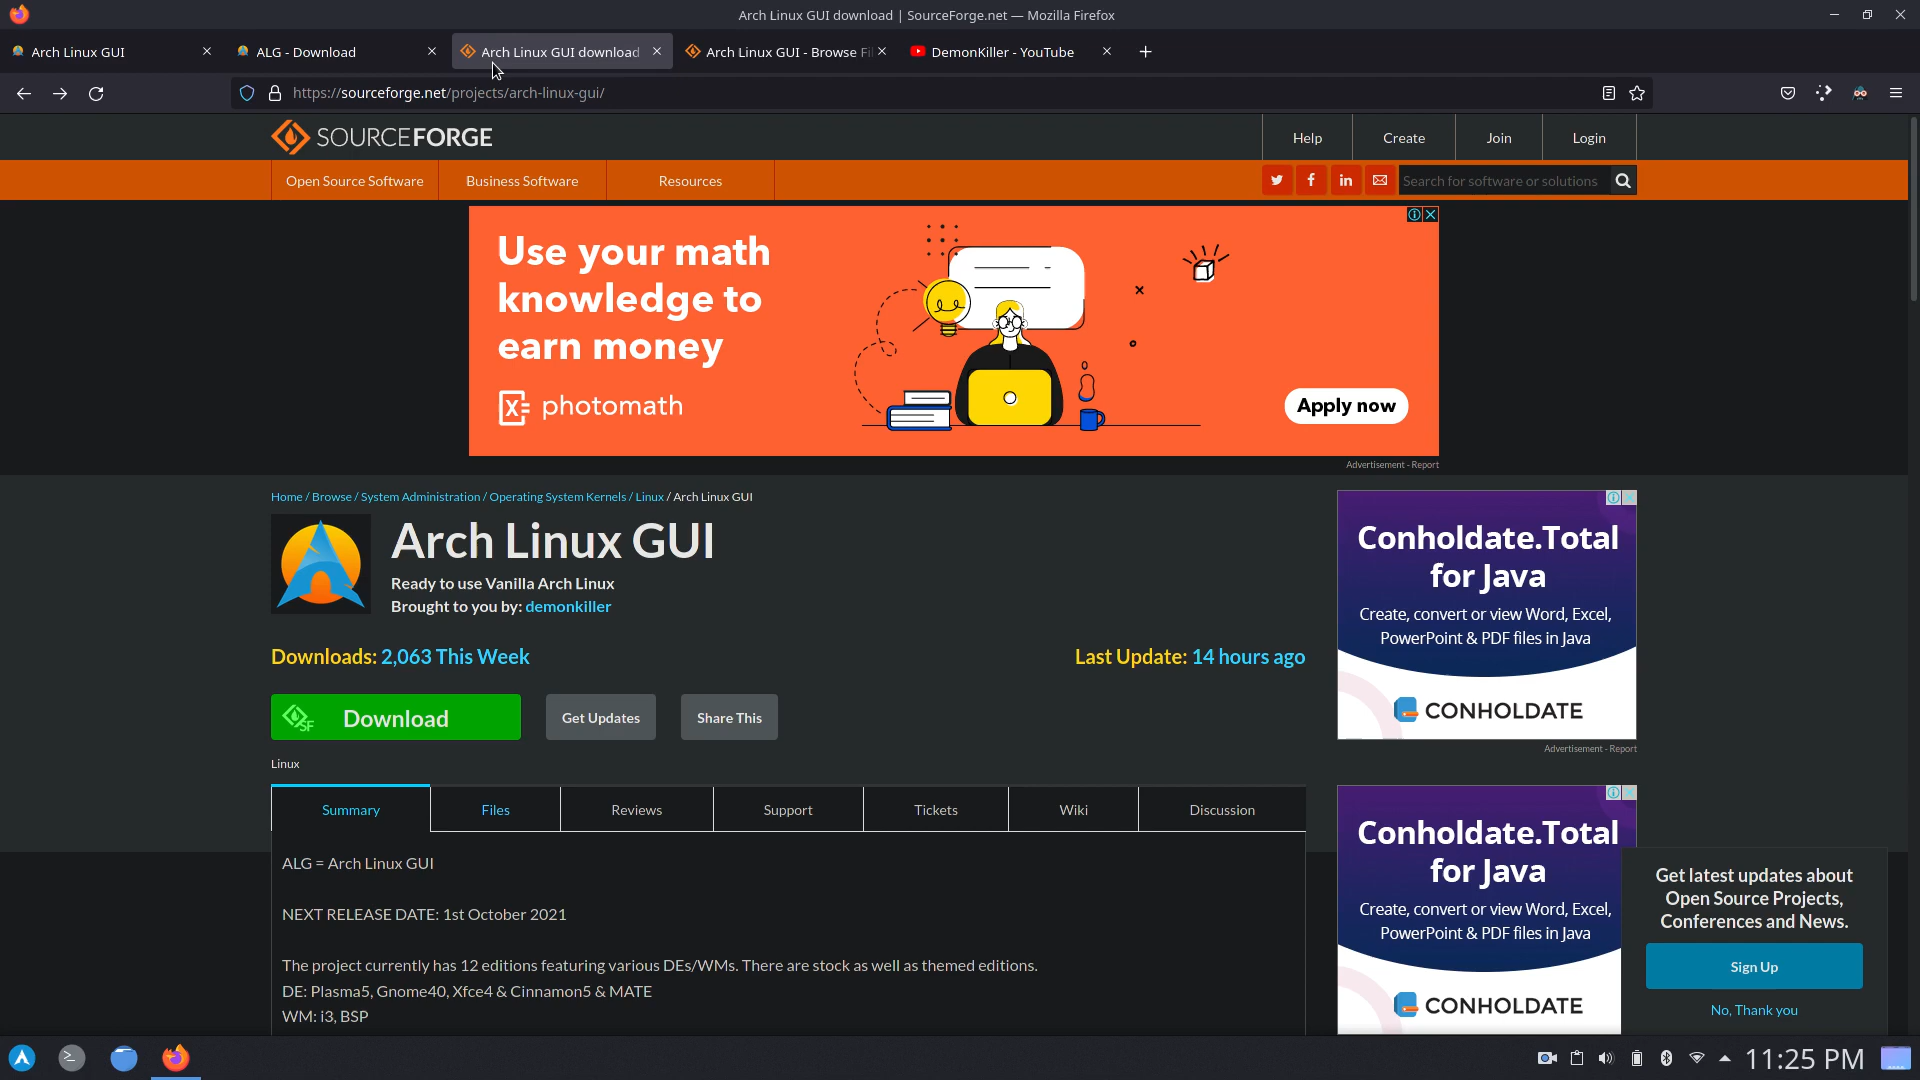 Arch Linux GUI download | SourceForge.net — Mozilla Firefox
Arch Linux GUI
ALG - Download
Arch Linux GUI download
Arch Linux GUI - Browse Fi
DemonKiller - YouTube
https://sourceforge.net/projects/arch-linux-gui/
SOURCEFORGE
Help
Create
Join
Login
Open Source Software
Business Software
Resources
Search for software or solutions
Use your math
knowledge to
earn money
photomath
Apply now
Advertisement - Report
Home / Browse / System Administration / Operating System Kernels / Linux / Arch Linux GUI
Arch Linux GUI
Ready to use Vanilla Arch Linux
Brought to you by: demonkiller
Downloads: 2,063 This Week
Last Update: 14 hours ago
SF
Download
Get Updates
Share This
Linux
Summary
Files
Reviews
Support
Tickets
Wiki
Discussion
ALG = Arch Linux GUI
NEXT RELEASE DATE: 1st October 2021
The project currently has 12 editions featuring various DEs/WMs. There are stock as well as themed editions.
DE: Plasma5, Gnome40, Xfce4 & Cinnamon5 & MATE
WM: i3, BSP
Conholdate.Total
for Java
Create, convert or view Word, Excel,
PowerPoint & PDF files in Java
CONHOLDATE
Advertisement - Report
Conholdate.Total
for Java
Create, convert or view Word, Excel,
PowerPoint & PDF files in Java
CONHOLDATE
Get latest updates about
Open Source Projects,
Conferences and News.
Sign Up
No, Thank you
11:25 PM